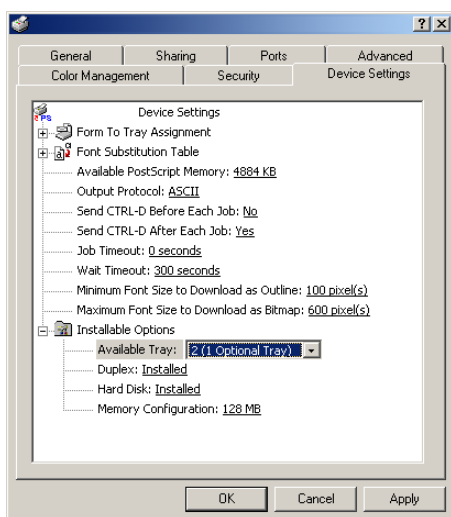 General Sharing Ports Advanced
Color Management Security Device Settings
Device Settings
Form To Tray Assignment
Font Substitution Table
Available PostScript Memory: 4884 KB
Output Protocol: ASCII
Send CTRL-D Before Each Job: No
Send CTRL-D After Each Job: Yes
Job Timeout: 0 seconds
Wait Timeout: 300 seconds
Minimum Font Size to Download as Outline: 100 pixel(s)
Maximum Font Size to Download as Bitmap: 600 pixel(s)
Installable Options
Available Tray: 2 (1 Optional Tray)
Duplex: Installed
Hard Disk: Installed
Memory Configuration: 128 MB
OK Cancel Apply